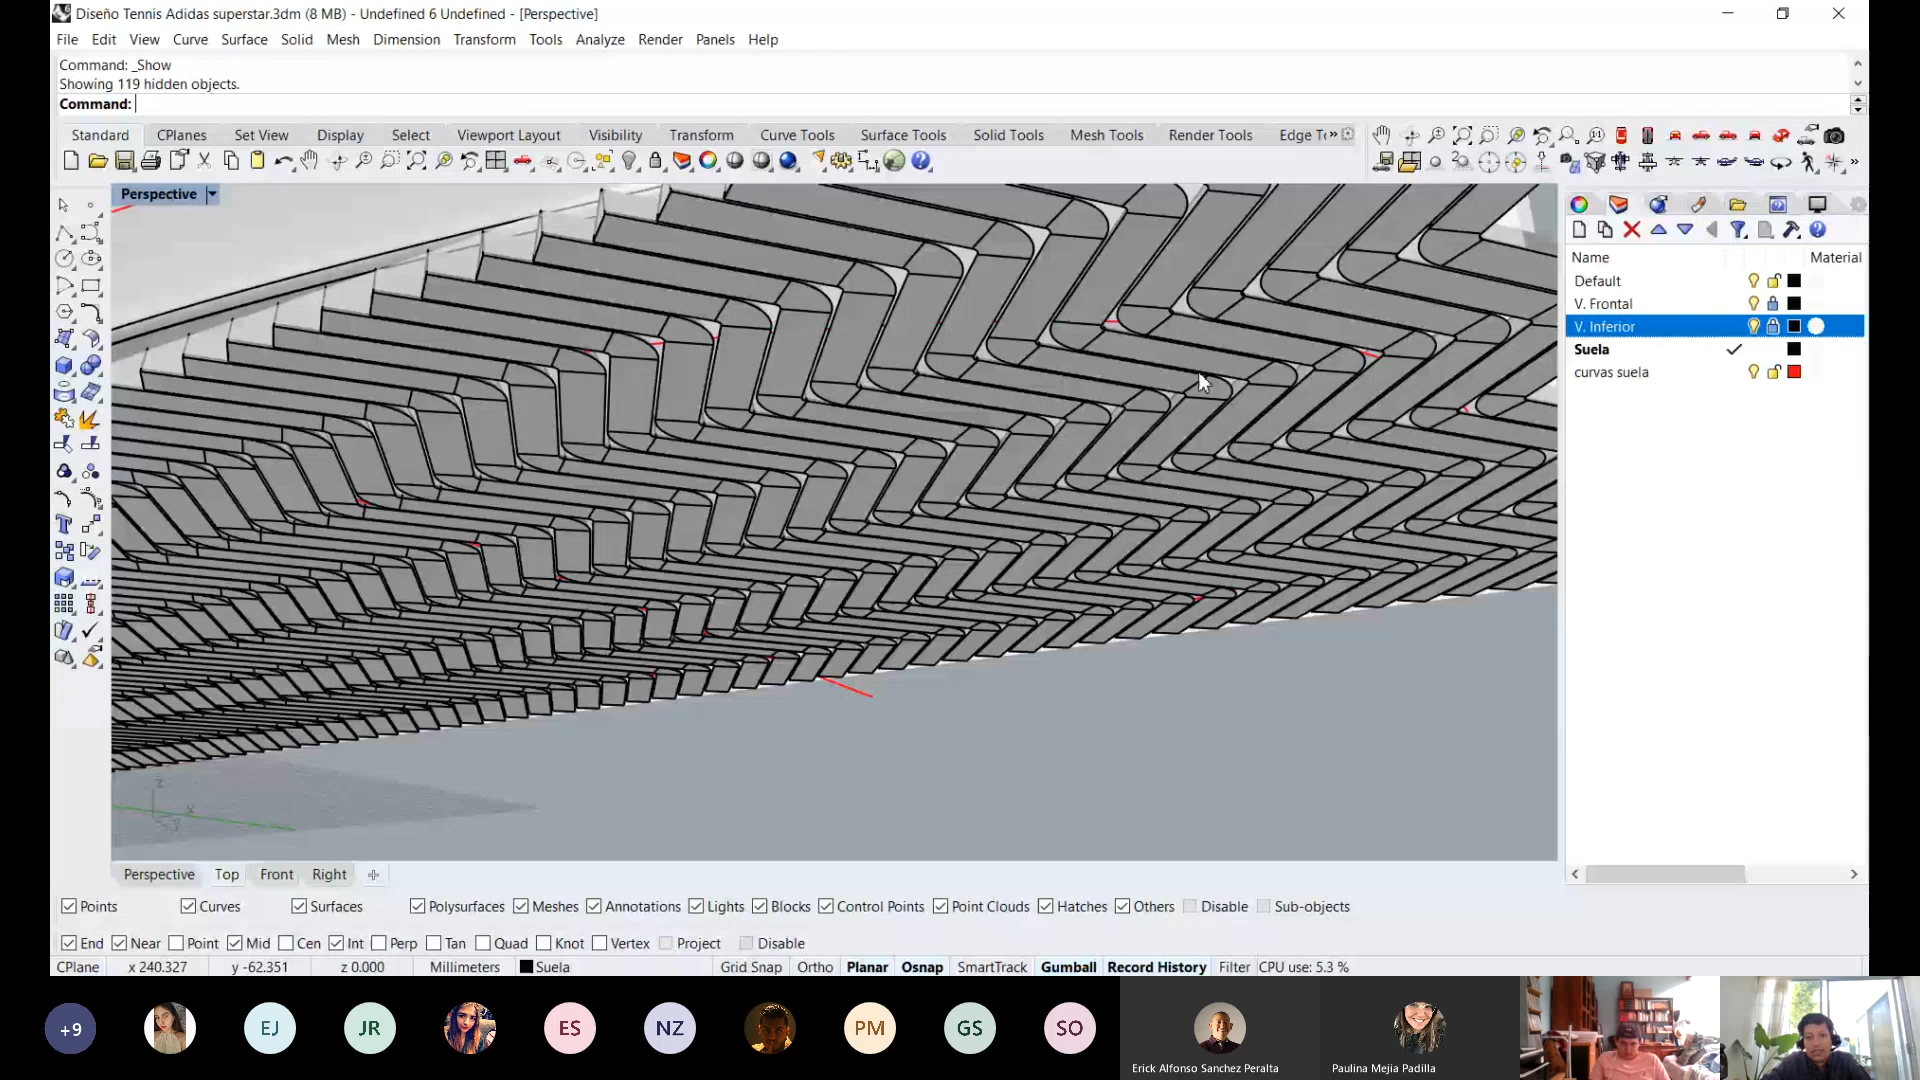 Diseño Tennis Adidas superstar.3dm (8 MB) - Undefined 6 Undefined - [Perspective]
File Edit View Curve Surface Solid Mesh Dimension Transform Tools Analyze Render Panels Help
Command: _Show
Showing 119 hidden objects.
Command:
Standard CPlanes Set View Display Select Viewport Layout Visibility Transform Curve Tools Surface Tools Solid Tools Mesh Tools Render Tools Edge To
Perspective
Name Material
Default
V. Frontal
V. Inferior
Suela
curvas suela
z
x
y
Perspective Top Front Right
Points Curves Surfaces Polysurfaces Meshes Annotations Lights Blocks Control Points Point Clouds Hatches Others Disable Sub-objects
End Near Point Mid Cen Int Perp Tan Quad Knot Vertex Project Disable
CPlane x 240.327 y -62.351 z 0.000 Millimeters Suela Grid Snap Ortho Planar Osnap SmartTrack Gumball Record History Filter CPU use: 5.3 %
+9 EJ JR ES NZ PM GS SO
Erick Alfonso Sanchez Peralta Paulina Mejia Padilla